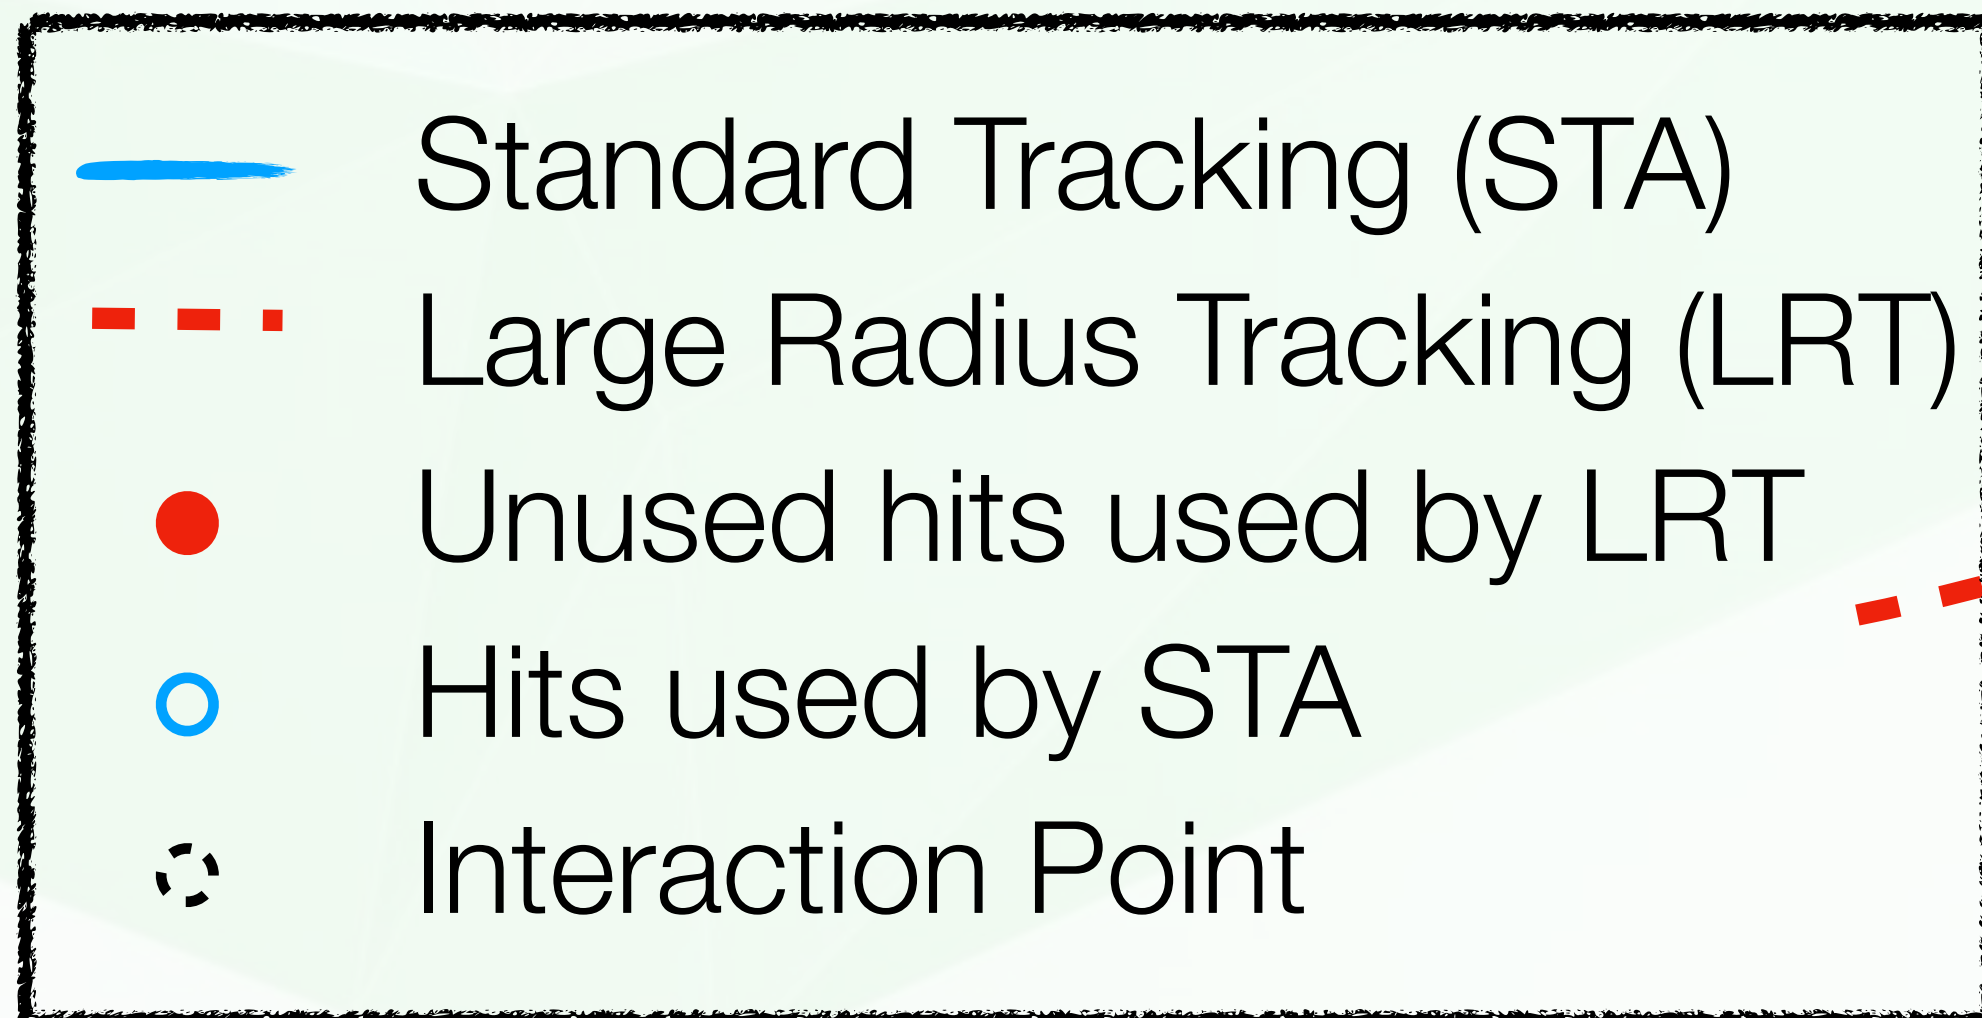 Standard Tracking (STA)
Large Radius Tracking (LRT)
Unused hits used by LRT
Hits used by STA
Interaction Point